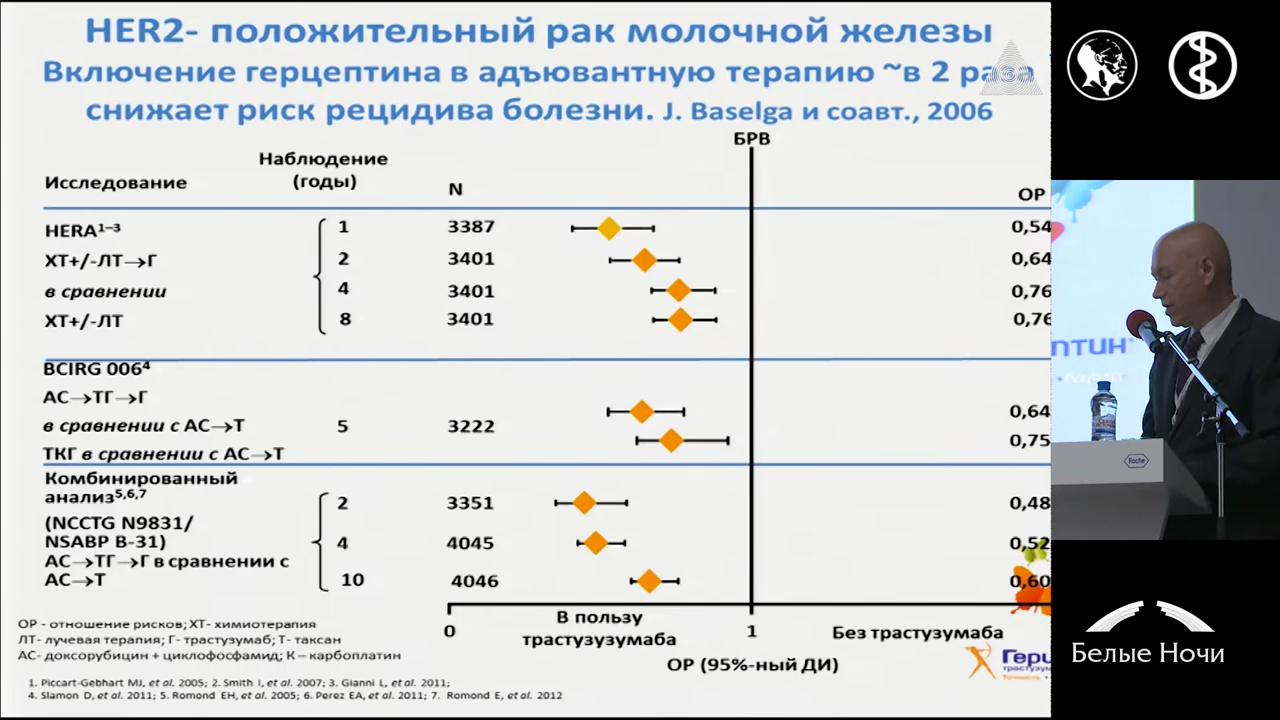 HER2- положительный рак молочной железы
Включение герцептина в адъювантную терапию ~в 2 раза
снижает риск рецидива болезни. J. Baselga и соавт., 2006
БРВ
Исследование Наблюдение (годы) N ОР
HERA¹⁻³ 1 3387 0,54
ХТ+/-ЛТ→Г 2 3401 0,64
в сравнении 4 3401 0,76
ХТ+/-ЛТ 8 3401 0,76
BCIRG 006⁴
АС→ТГ→Г 0,64
в сравнении с АС→Т 5 3222
ТКГ в сравнении с АС→Т 0,75
Комбинированный
анализ⁵,⁶,⁷ 2 3351 0,48
(NCCTG N9831/
NSABP B-31) 4 4045 0,52
АС→ТГ→Г в сравнении с
АС→Т 10 4046 0,60
0 В пользу трастузумаба 1 Без трастузумаба
ОР (95%-ный ДИ)
ОР - отношение рисков; ХТ- химиотерапия
ЛТ- лучевая терапия; Г- трастузумаб; Т- таксан
АС- доксорубицин + циклофосфамид; К – карбоплатин
1. Piccart-Gebhart MJ, et al. 2005; 2. Smith I, et al. 2007; 3. Gianni L, et al. 2011;
4. Slamon D, et al. 2011; 5. Romond EH, et al. 2005; 6. Perez EA, et al. 2011; 7. Romond E, et al. 2012
Roche
Белые Ночи